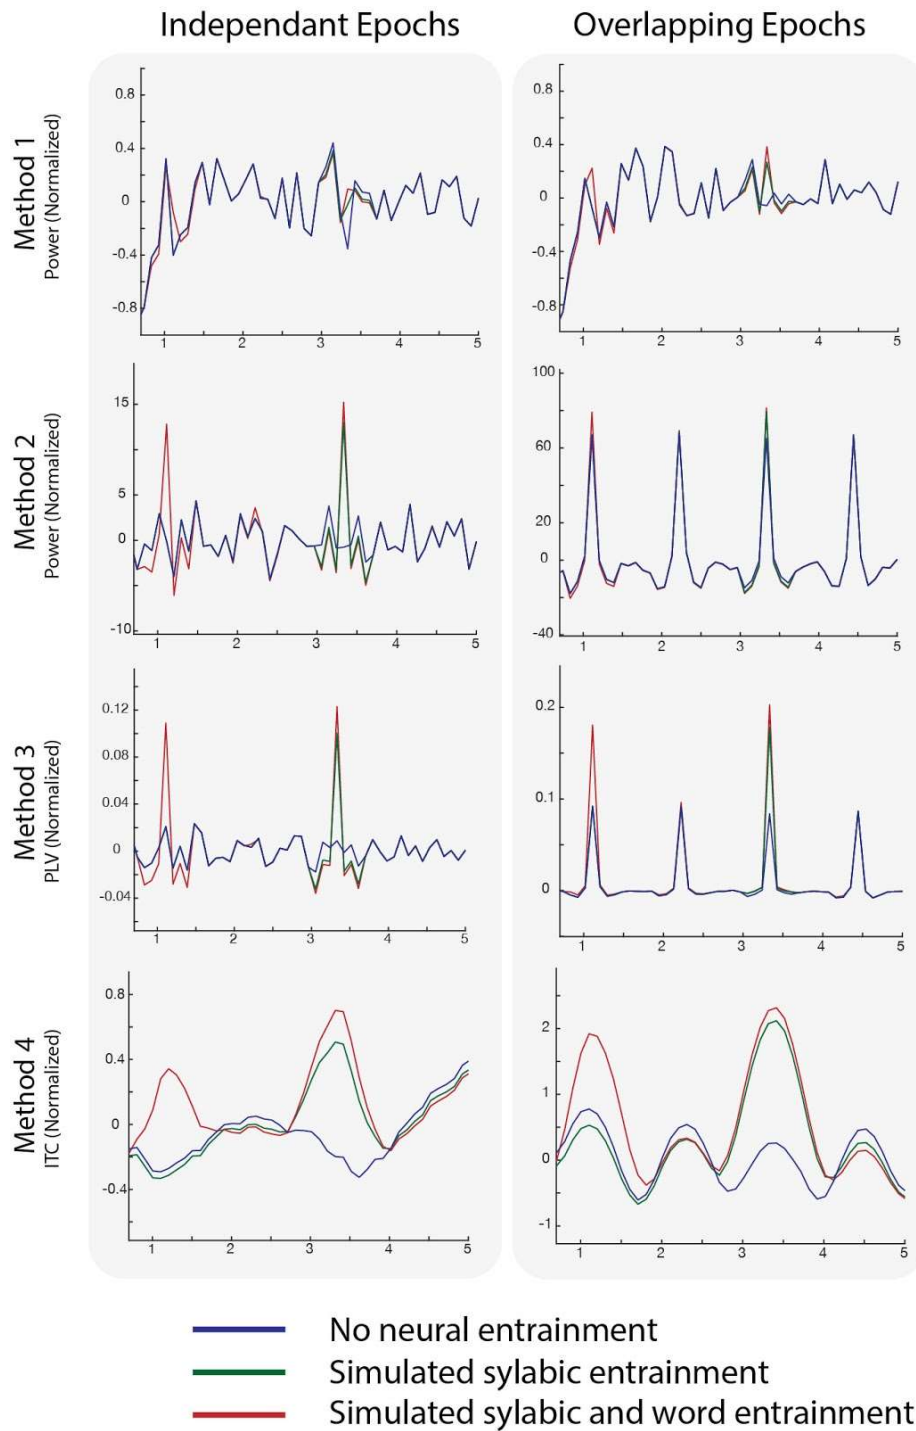 Independant Epochs
Overlapping Epochs
Method 1
Power (Normalized)
0.8
0.4
0
-0.4
-0.8
1 2 3 4 5
0.8
0.4
0
-0.4
-0.8
1 2 3 4 5
Method 2
Power (Normalized)
15
5
0
-10
1 2 3 4 5
100
60
20
0
-40
1 2 3 4 5
Method 3
PLV (Normalized)
0.12
0.08
0.04
0
-0.04
1 2 3 4 5
0.2
0.1
0
1 2 3 4 5
Method 4
ITC (Normalized)
0.8
0.4
0
-0.4
1 2 3 4 5
2
1
0
-1
1 2 3 4 5
No neural entrainment
Simulated sylabic entrainment
Simulated sylabic and word entrainment